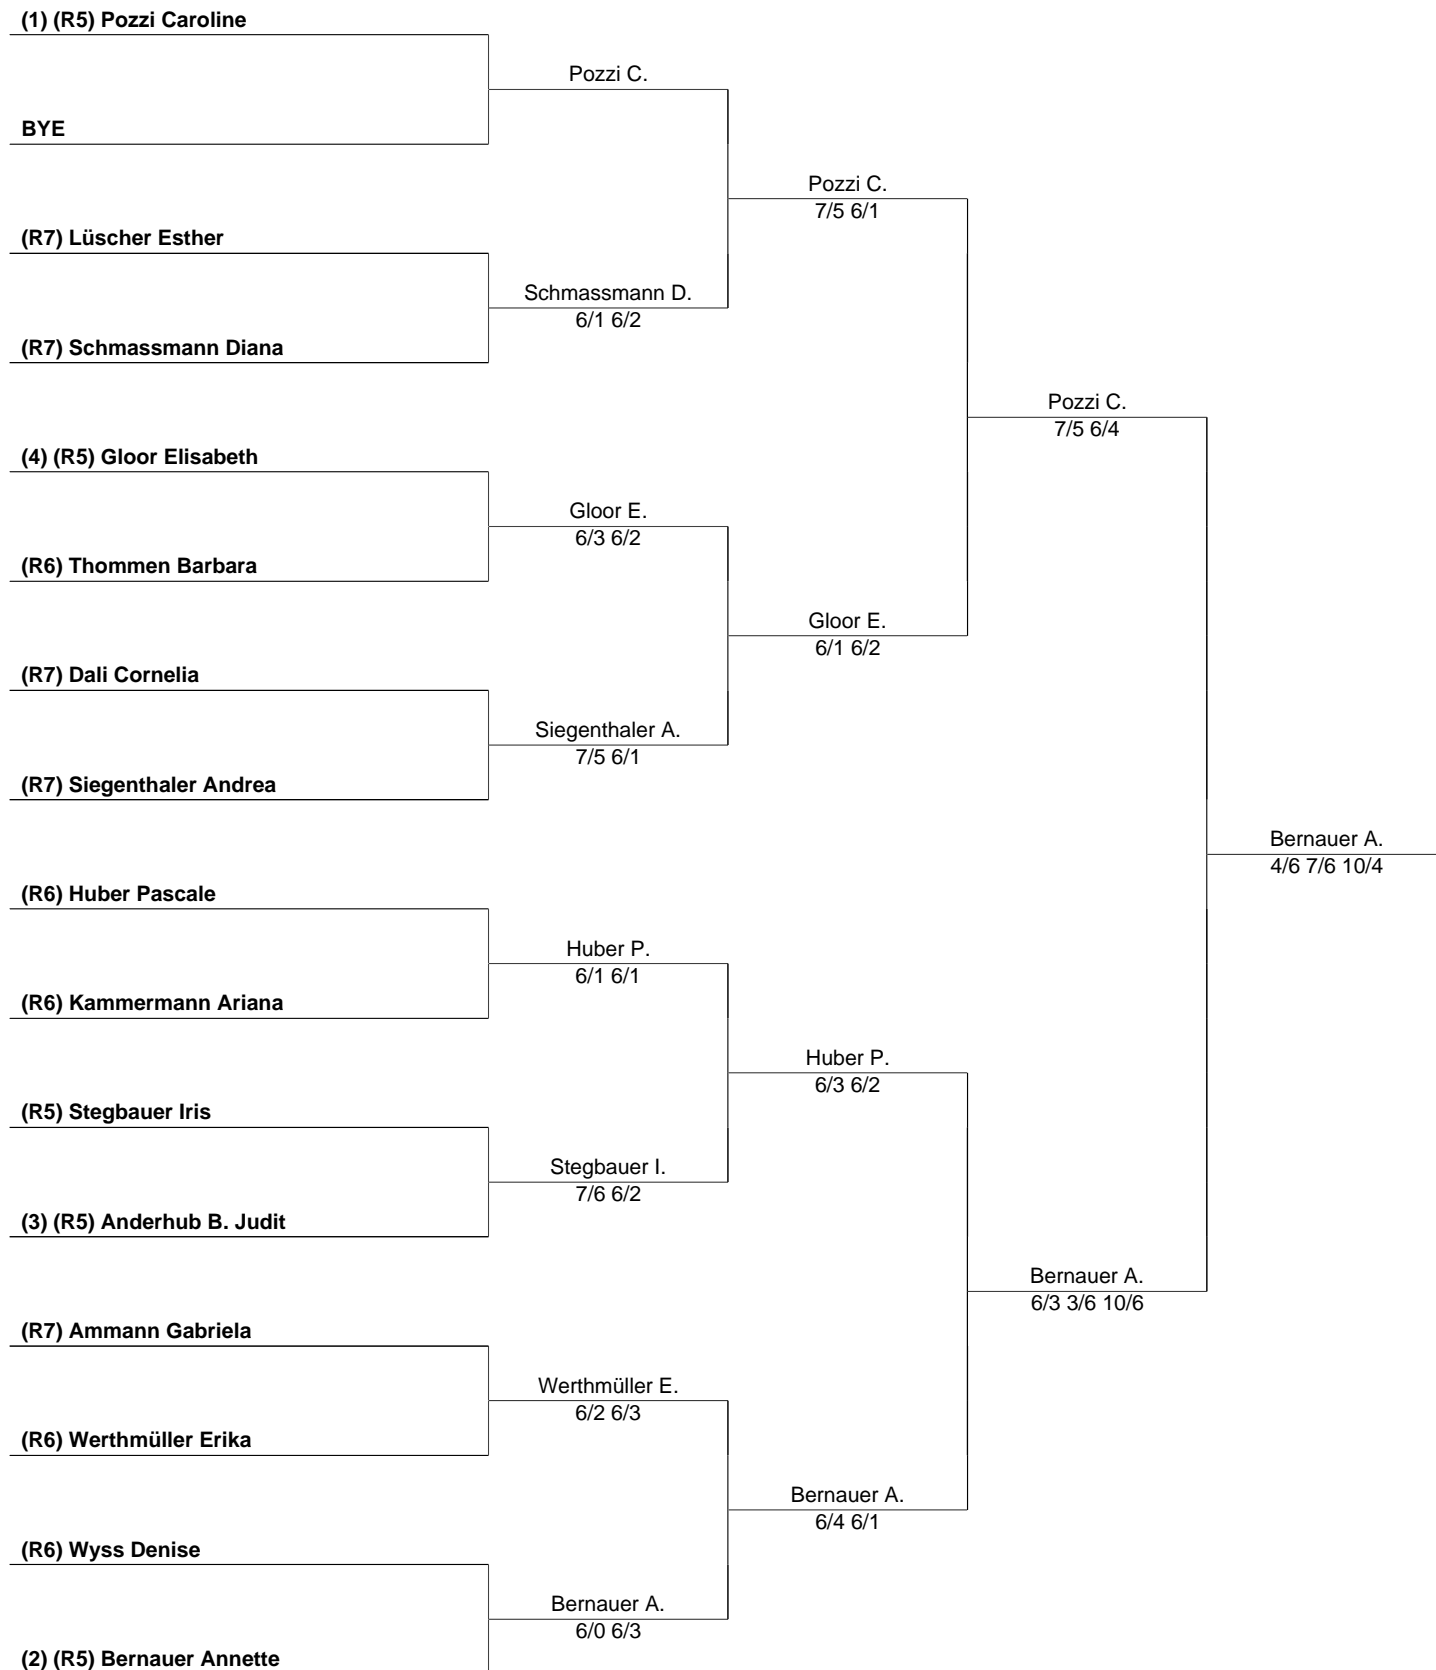 (1) (R5) Pozzi Caroline
Pozzi C.
BYE
Pozzi C.
7/5 6/1
(R7) Lüscher Esther
Schmassmann D.
6/1 6/2
(R7) Schmassmann Diana
Pozzi C.
7/5 6/4
(4) (R5) Gloor Elisabeth
Gloor E.
6/3 6/2
(R6) Thommen Barbara
Gloor E.
6/1 6/2
(R7) Dali Cornelia
Siegenthaler A.
7/5 6/1
(R7) Siegenthaler Andrea
Bernauer A.
4/6 7/6 10/4
(R6) Huber Pascale
Huber P.
6/1 6/1
(R6) Kammermann Ariana
Huber P.
6/3 6/2
(R5) Stegbauer Iris
Stegbauer I.
7/6 6/2
(3) (R5) Anderhub B. Judit
Bernauer A.
6/3 3/6 10/6
(R7) Ammann Gabriela
Werthmüller E.
6/2 6/3
(R6) Werthmüller Erika
Bernauer A.
6/4 6/1
(R6) Wyss Denise
Bernauer A.
6/0 6/3
(2) (R5) Bernauer Annette